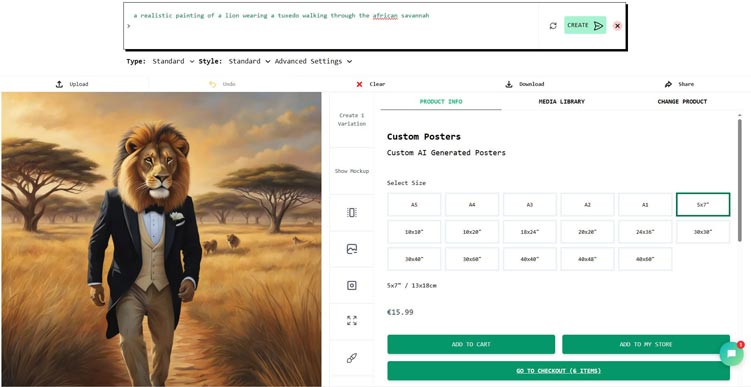 a realistic painting of a lion wearing a tuxedo walking through the african savannah
>
CREATE
Type: Standard Style: Standard Advanced Settings
Upload Undo Clear Download Share
Create 1
Variation
Show Mockup
PRODUCT INFO MEDIA LIBRARY CHANGE PRODUCT
Custom Posters
Custom AI Generated Posters
Select Size
A5 A4 A3 A2 A1 5x7"
10x10" 10x20" 18x24" 20x20" 24x36" 30x30"
30x40" 30x60" 40x40" 40x48" 40x60"
5x7" / 13x18cm
€15.99
ADD TO CART ADD TO MY STORE
GO TO CHECKOUT (6 ITEMS)
1